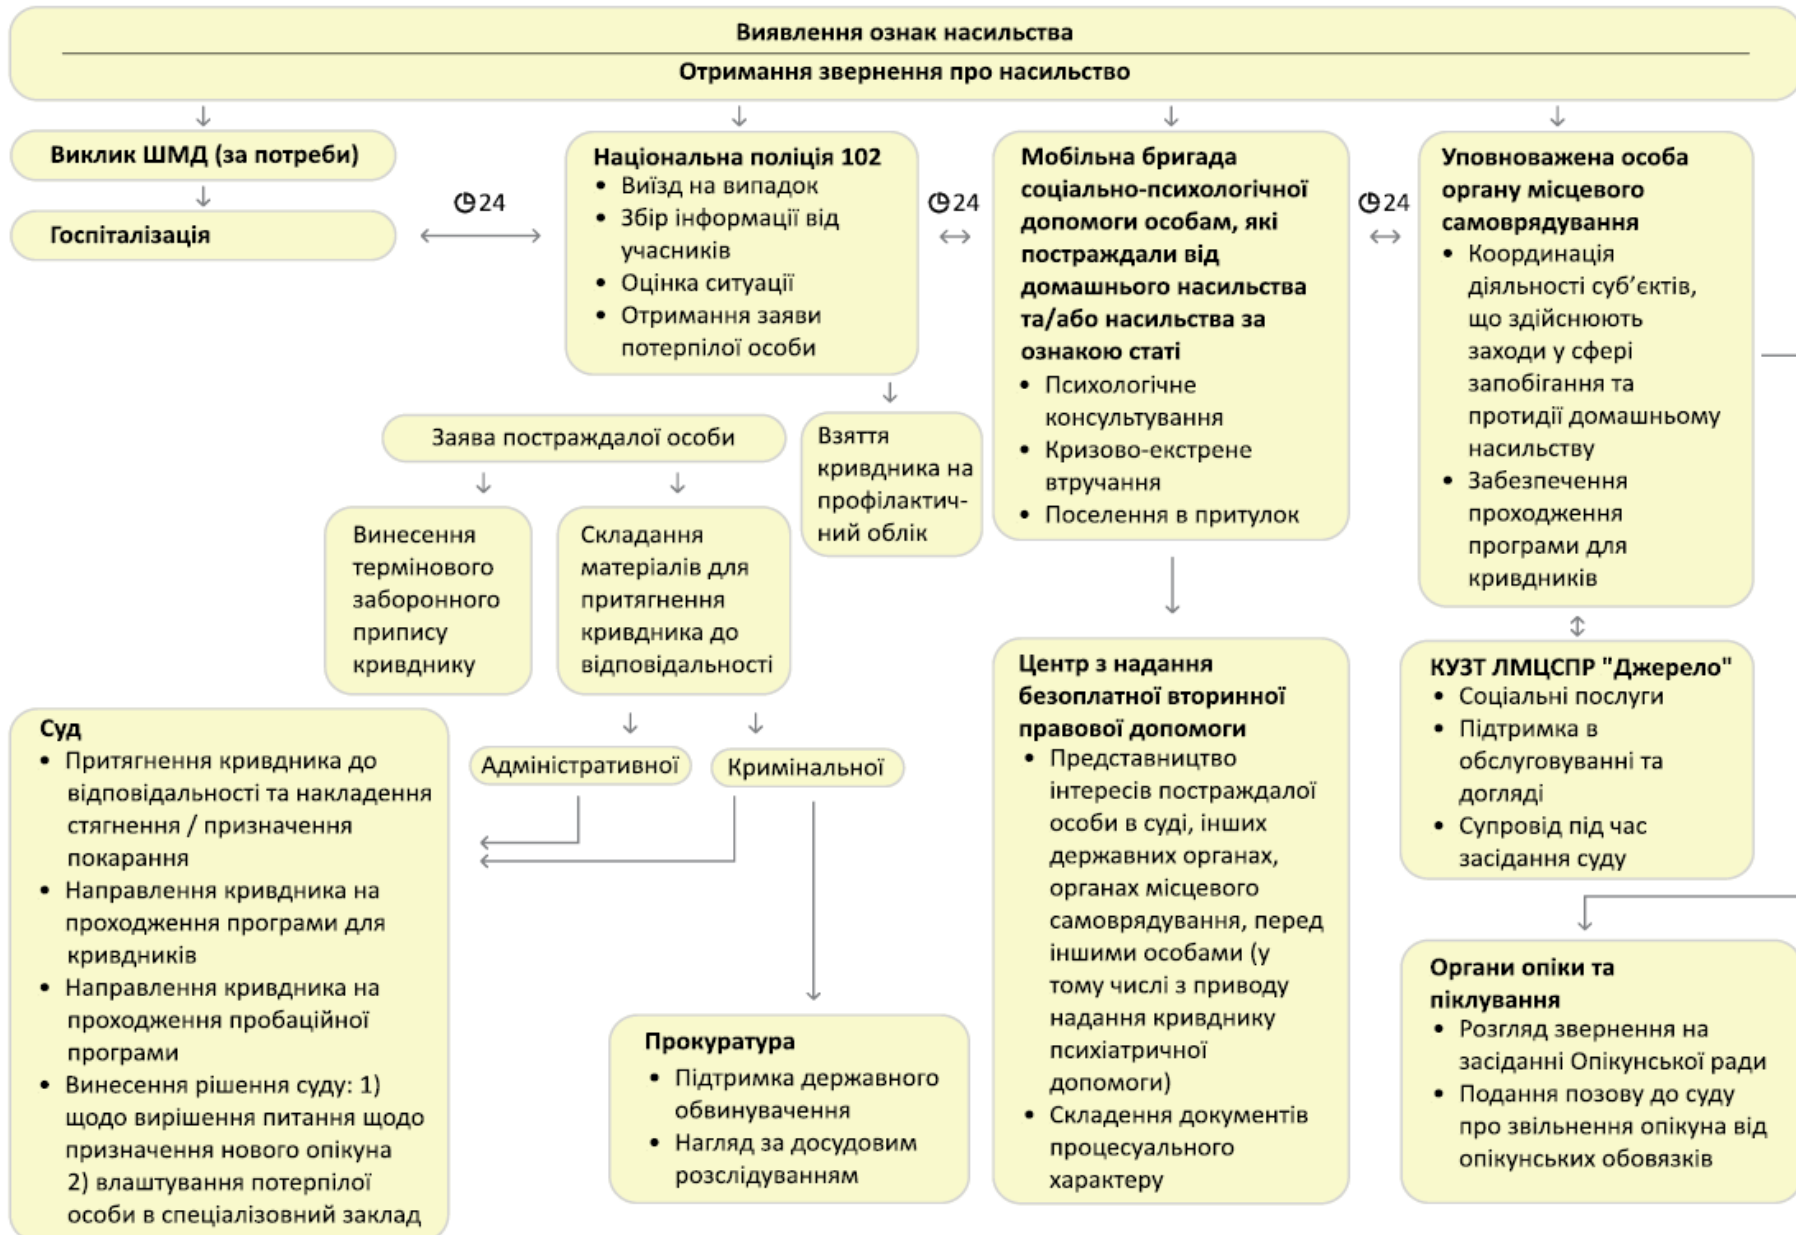 Виявлення ознак насильства
Отримання звернення про насильство
Виклик ШМД (за потреби)
Госпіталізація
24
Національна поліція 102
• Виїзд на випадок
• Збір інформації від
учасників
• Оцінка ситуації
• Отримання заяви
потерпілої особи
24
Мобільна бригада
соціально-психологічної
допомоги особам, які
постраждали від
домашнього насильства
та/або насильства за
ознакою статі
• Психологічне
консультування
• Кризово-екстрене
втручання
• Поселення в притулок
24
Уповноважена особа
органу місцевого
самоврядування
• Координація
діяльності суб’єктів,
що здійснюють
заходи у сфері
запобігання та
протидії домашньому
насильству
• Забезпечення
проходження
програми для
кривдників
Заява постраждалої особи
Взяття
кривдника на
профілактич-
ний облік
Винесення
термінового
заборонного
припису
кривднику
Складання
матеріалів для
притягнення
кривдника до
відповідальності
Адміністративної
Кримінальної
Суд
• Притягнення кривдника до
відповідальності та накладення
стягнення / призначення
покарання
• Направлення кривдника на
проходження програми для
кривдників
• Направлення кривдника на
проходження пробаційної
програми
• Винесення рішення суду: 1)
щодо вирішення питання щодо
призначення нового опікуна
2) влаштування потерпілої
особи в спеціалізовний заклад
Прокуратура
• Підтримка державного
обвинувачення
• Нагляд за досудовим
розслідуванням
Центр з надання
безоплатної вторинної
правової допомоги
• Представництво
інтересів постраждалої
особи в суді, інших
державних органах,
органах місцевого
самоврядування, перед
іншими особами (у
тому числі з приводу
надання кривднику
психіатричної
допомоги)
• Складення документів
процесуального
характеру
КУЗТ ЛМЦСПР "Джерело"
• Соціальні послуги
• Підтримка в
обслуговуванні та
догляді
• Супровід під час
засідання суду
Органи опіки та
піклування
• Розгляд звернення на
засіданні Опікунської ради
• Подання позову до суду
про звільнення опікуна від
опікунських обовязків